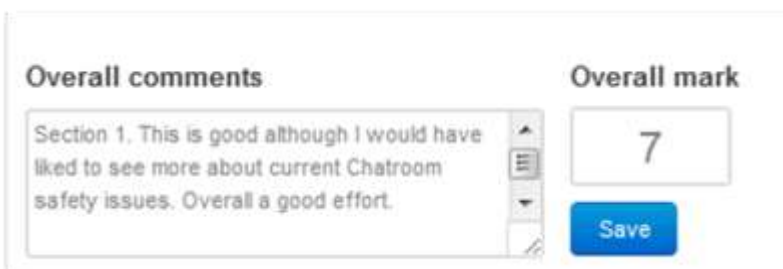 Overall comments
Section 1. This is good although I would have
liked to see more about current Chatroom
safety issues. Overall a good effort.
Overall mark
7
Save